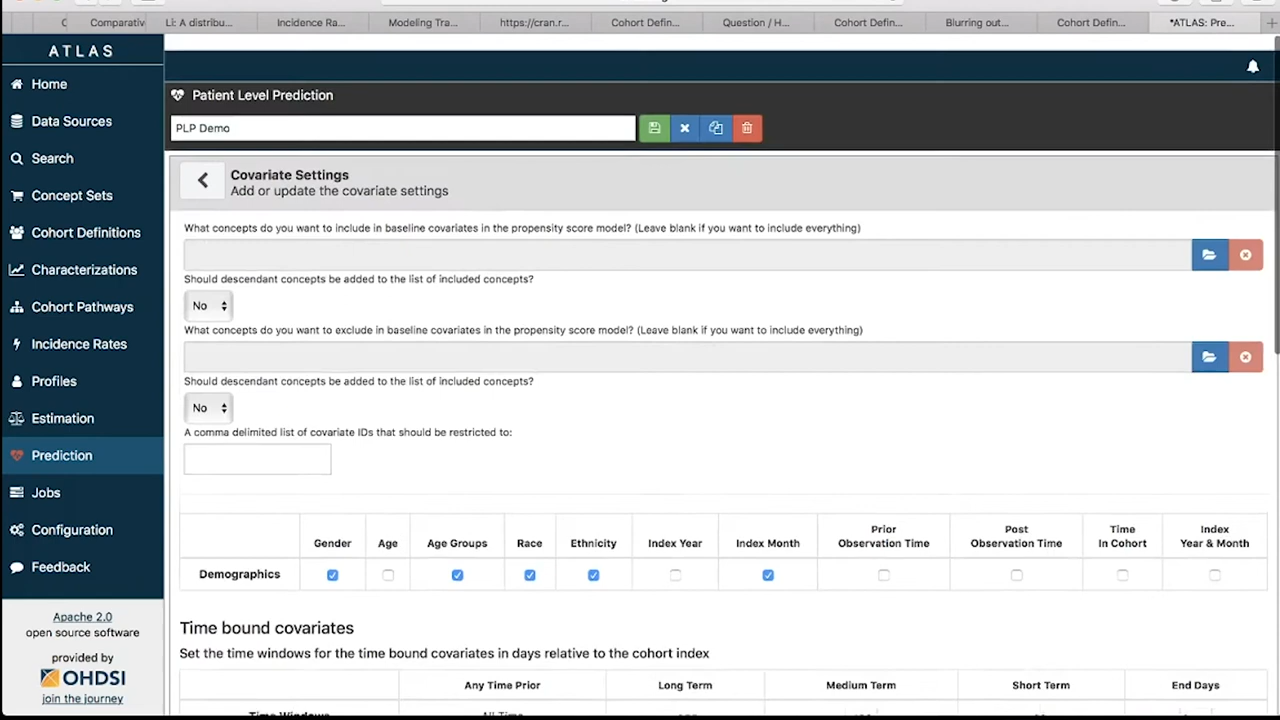 Comparativ
Li: A distribu...
Incidence Ra...
Modeling Tra...
https://cran.r...
Cohort Defin...
Question / H...
Cohort Defin...
Blurring out...
Cohort Defin...
*ATLAS: Pre...
ATLAS
Home
Data Sources
Search
Concept Sets
Cohort Definitions
Characterizations
Cohort Pathways
Incidence Rates
Profiles
Estimation
Prediction
Jobs
Configuration
Feedback
Apache 2.0
open source software
provided by
OHDSI
join the journey
Patient Level Prediction
PLP Demo
Covariate Settings
Add or update the covariate settings
What concepts do you want to include in baseline covariates in the propensity score model? (Leave blank if you want to include everything)
Should descendant concepts be added to the list of included concepts?
No
What concepts do you want to exclude in baseline covariates in the propensity score model? (Leave blank if you want to include everything)
Should descendant concepts be added to the list of included concepts?
No
A comma delimited list of covariate IDs that should be restricted to:
Gender Age Age Groups Race Ethnicity Index Year Index Month Prior Observation Time Post Observation Time Time In Cohort Index Year & Month
Demographics
Time bound covariates
Set the time windows for the time bound covariates in days relative to the cohort index
Any Time Prior Long Term Medium Term Short Term End Days
Time Windows All Time